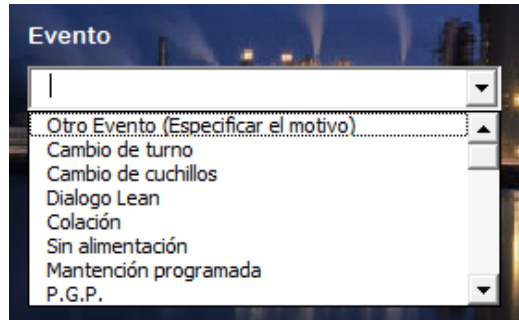 Evento
Otro Evento (Especificar el motivo)
Cambio de turno
Cambio de cuchillos
Dialogo Lean
Colación
Sin alimentación
Mantención programada
P.G.P.